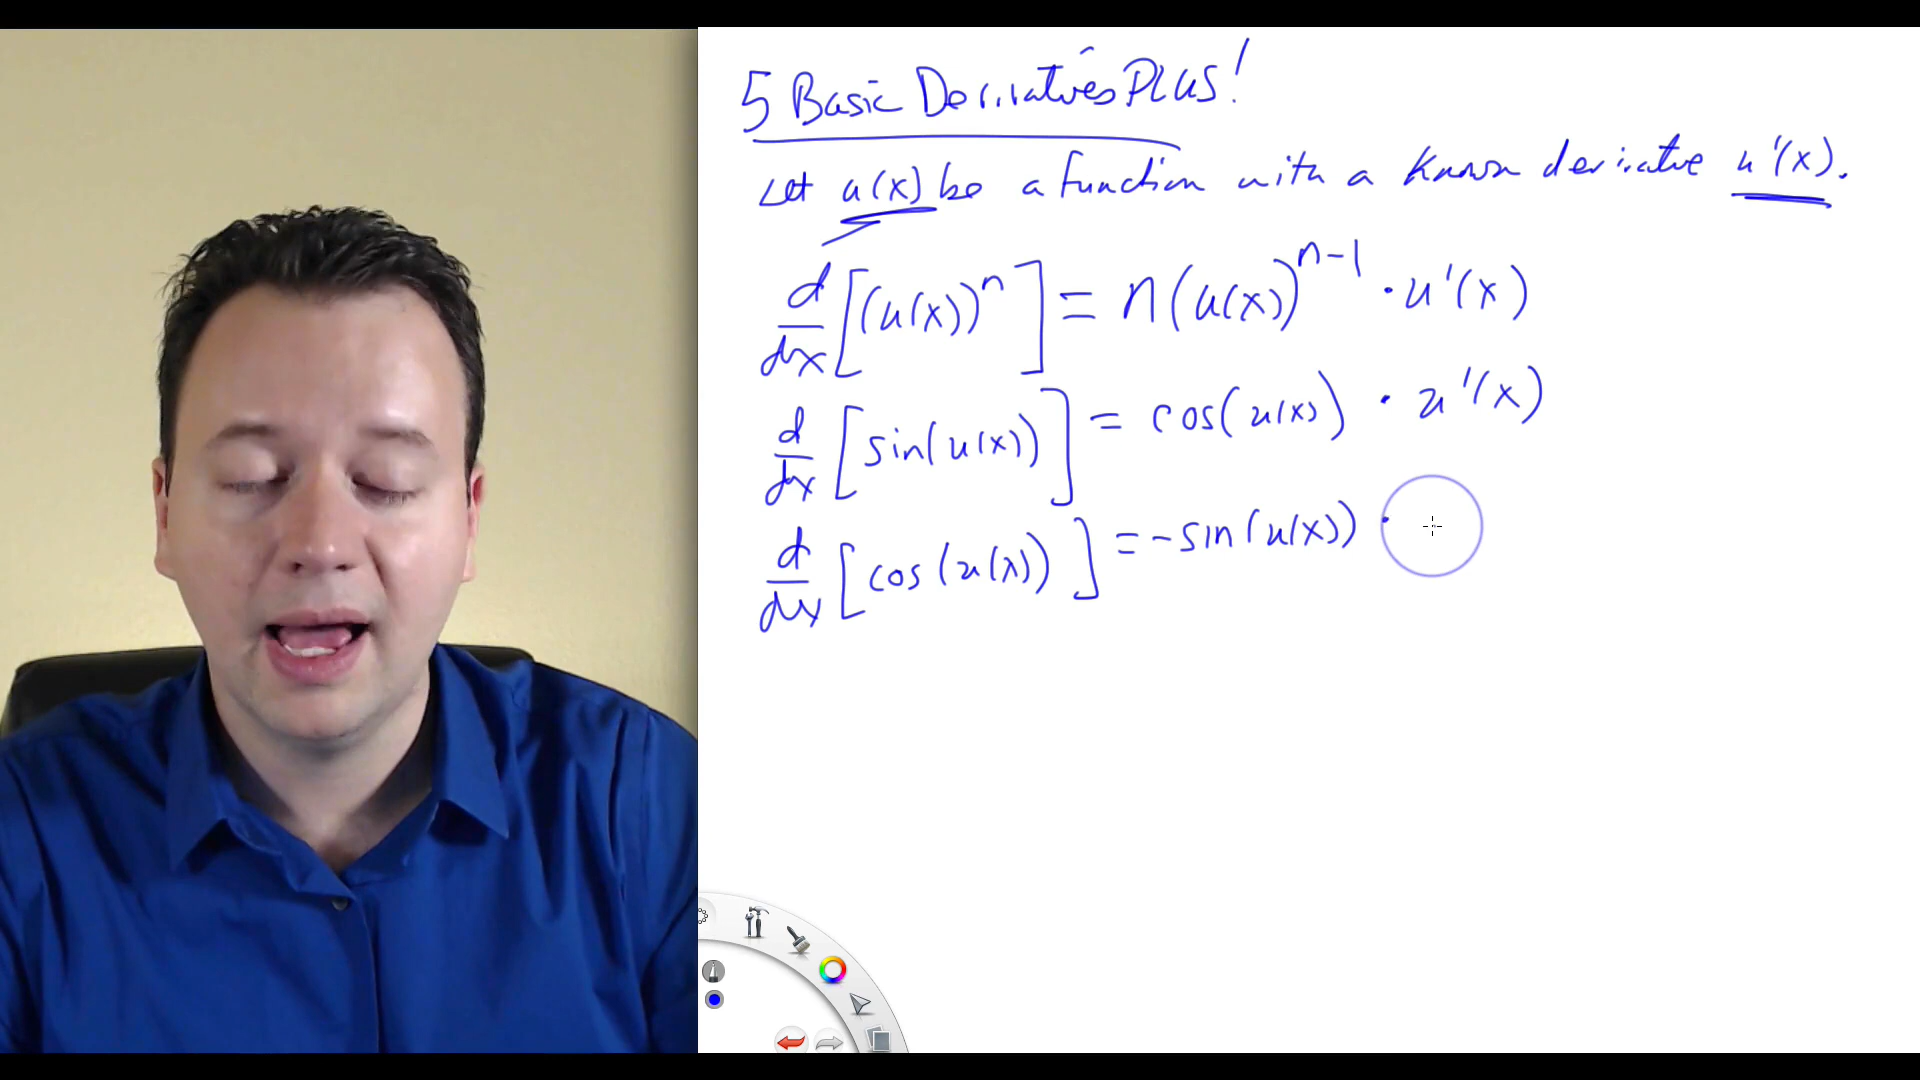 5 Basic Derivatives PLUS!
Let u(x) be a function with a known derivative u'(x).
d/dx [(u(x))^n] = n(u(x))^(n-1) · u'(x)
d/dx [sin(u(x))] = cos(u(x)) · u'(x)
d/dx [cos(u(x))] = -sin(u(x)) ·